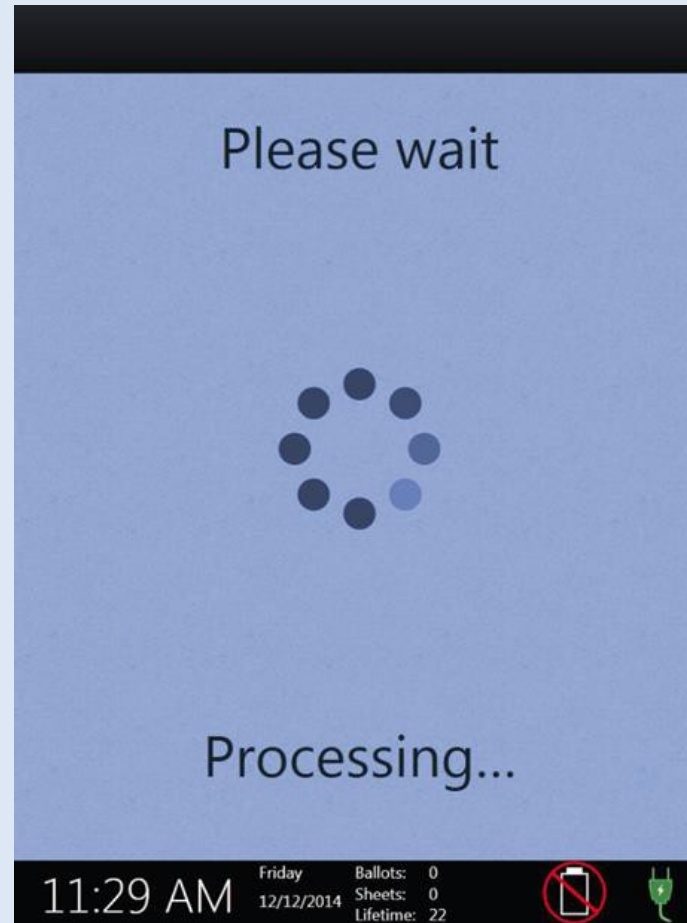 Please wait
Processing...
11:29 AM
Friday
12/12/2014
Ballots: 0
Sheets: 0
Lifetime: 22